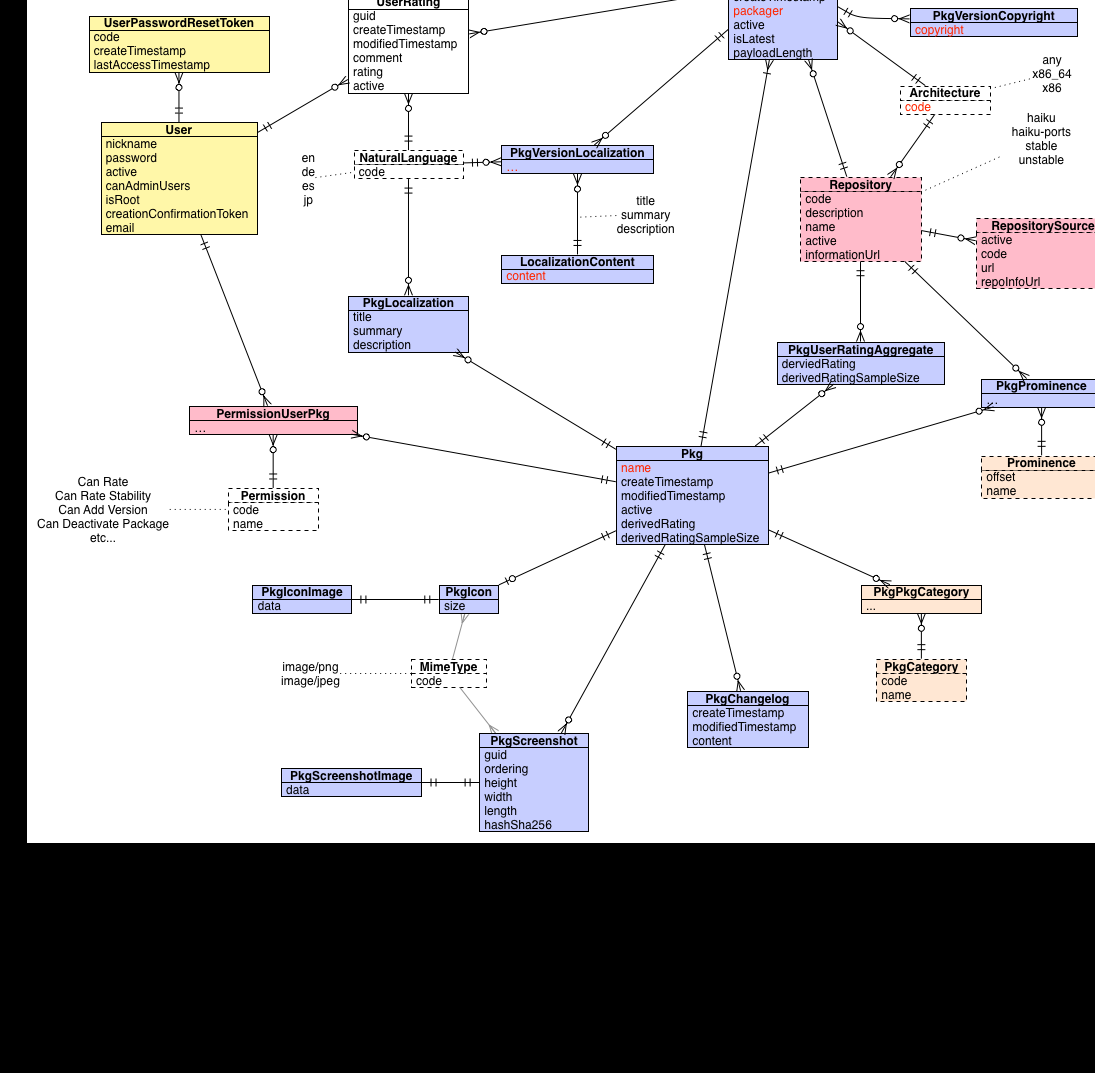 UserPasswordResetToken
code
createTimestamp
lastAccessTimestamp
UserRating
guid
createTimestamp
modifiedTimestamp
comment
rating
active
createTimestamp
packager
active
isLatest
payloadLength
PkgVersionCopyright
copyright
any
x86_64
x86
Architecture
code
haiku
haiku-ports
stable
unstable
User
nickname
password
active
canAdminUsers
isRoot
creationConfirmationToken
email
en
de
es
jp
NaturalLanguage
code
PkgVersionLocalization
...
title
summary
description
LocalizationContent
content
Repository
code
description
name
active
informationUrl
RepositorySource
active
code
url
repoInfoUrl
PkgLocalization
title
summary
description
PkgUserRatingAggregate
derviedRating
derivedRatingSampleSize
PkgProminence
...
PermissionUserPkg
...
Prominence
offset
name
Pkg
name
createTimestamp
modifiedTimestamp
active
derivedRating
derivedRatingSampleSize
Can Rate
Can Rate Stability
Can Add Version
Can Deactivate Package
etc...
Permission
code
name
PkgIconImage
data
PkgIcon
size
PkgPkgCategory
...
image/png
image/jpeg
MimeType
code
PkgCategory
code
name
PkgChangelog
createTimestamp
modifiedTimestamp
content
PkgScreenshotImage
data
PkgScreenshot
guid
ordering
height
width
length
hashSha256